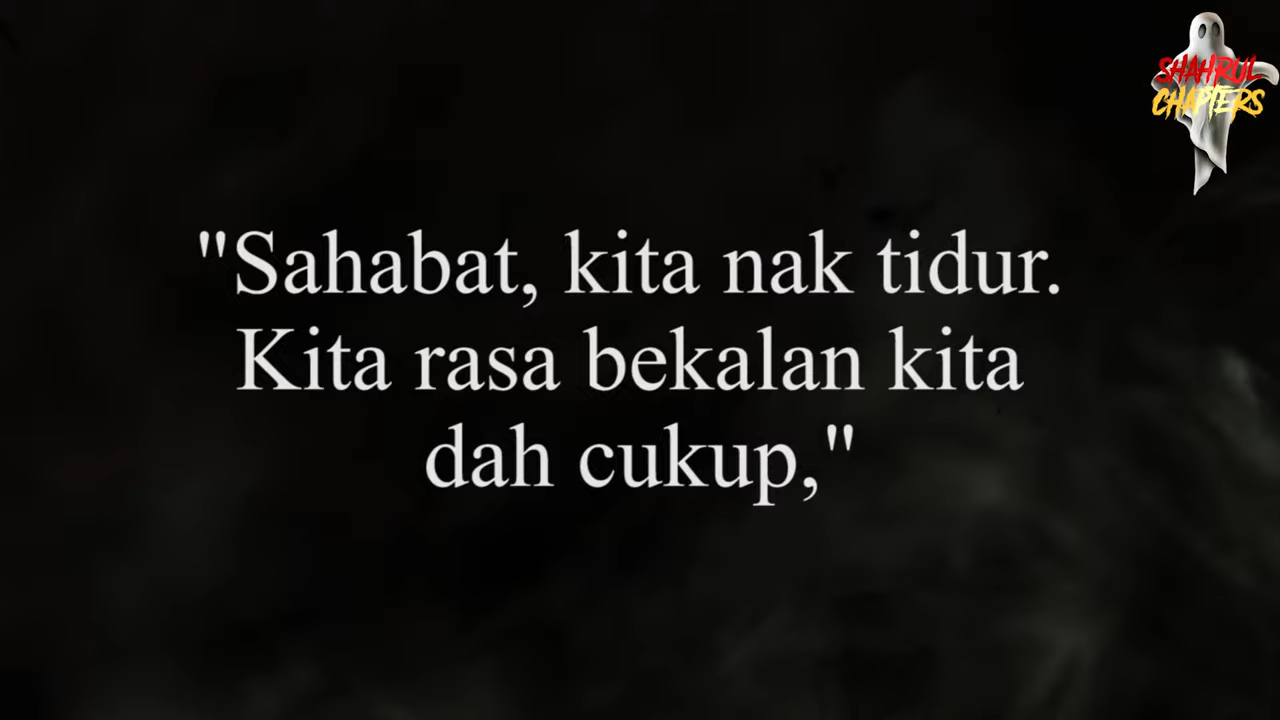 SHAHRUL
CHAPTERS
"Sahabat, kita nak tidur.
Kita rasa bekalan kita
dah cukup,"